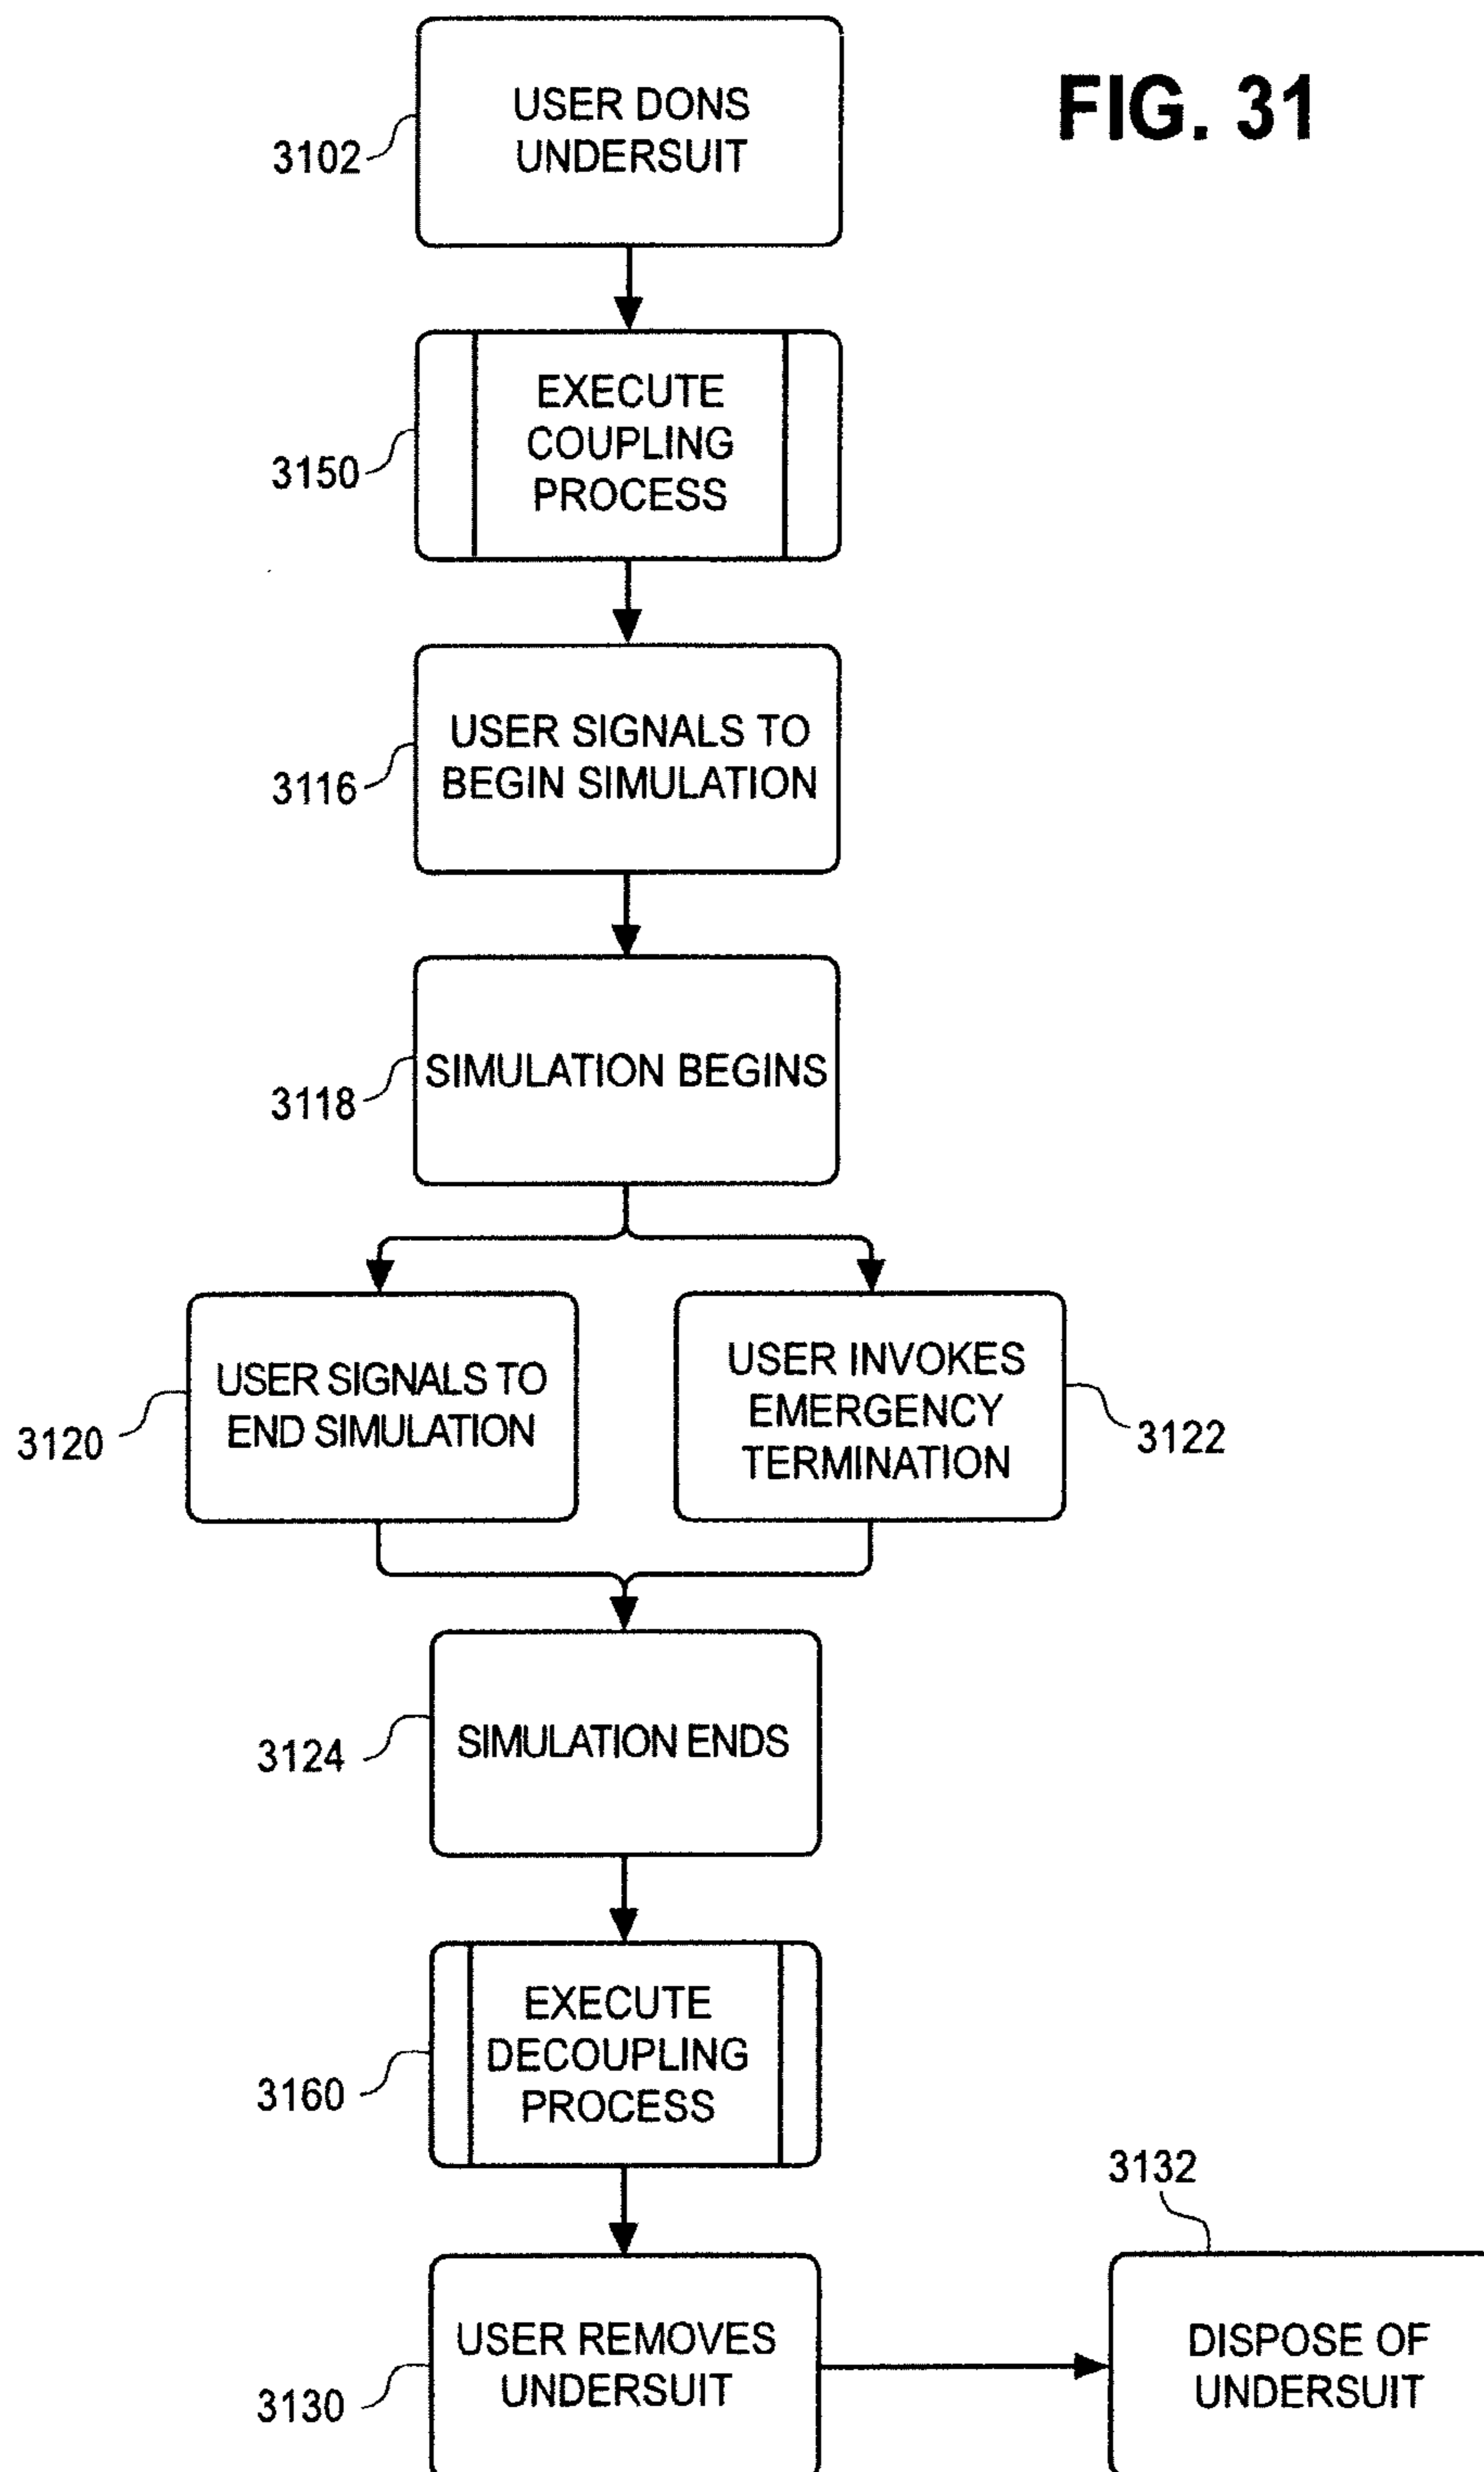 FIG. 31
USER DONS
UNDERSUIT
3102
EXECUTE
COUPLING
PROCESS
3150
USER SIGNALS TO
BEGIN SIMULATION
3116
SIMULATION BEGINS
3118
USER SIGNALS TO
END SIMULATION
3120
USER INVOKES
EMERGENCY
TERMINATION
3122
SIMULATION ENDS
3124
EXECUTE
DECOUPLING
PROCESS
3160
USER REMOVES
UNDERSUIT
3130
3132
DISPOSE OF
UNDERSUIT